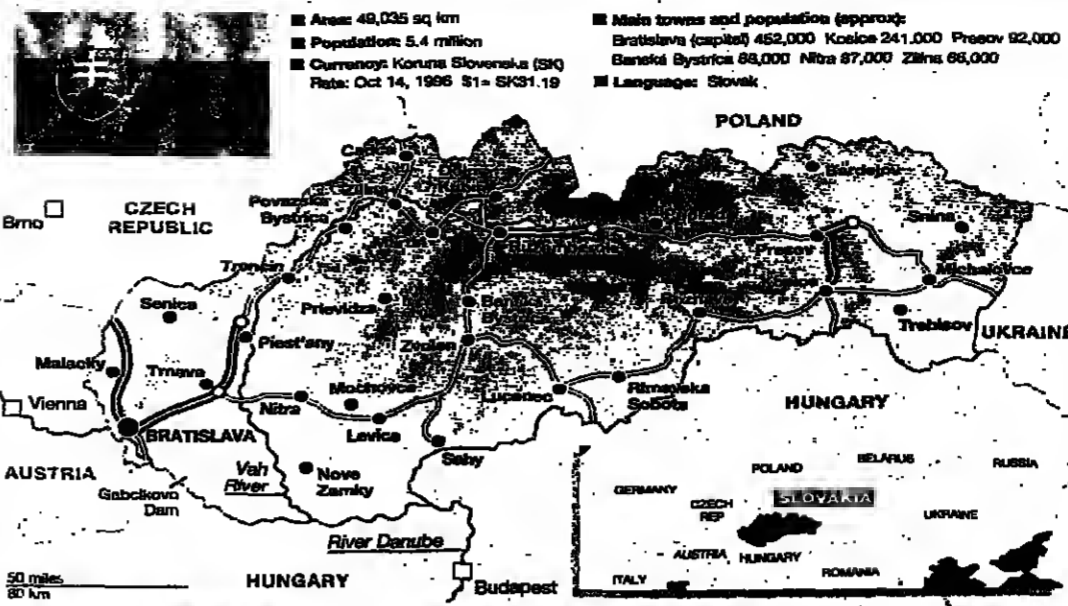 Area: 49,035 sq km
Population: 5.4 million
Currency: Koruna Slovenska (SK)
Rate: Oct 14, 1996 $1= SK31.19
Main towns and population (approx):
Bratislava (capital) 452,000 Kosice 241,000 Presov 92,000
Banská Bystrica 88,000 Nitra 87,000 Zilina 86,000
Language: Slovak
POLAND
Bardejov
Povazska
Bystrica
Brno
CZECH
REPUBLIC
Snina
Presov
Trencin
Michalovce
Senica
Prievidza
Trebisov
UKRAINE
Piest'any
Zvolen
Malacky
Trnava
Mochovce
Rimavska
Sobota
Vienna
Nitra
Lucenec
HUNGARY
Levica
BRATISLAVA
Sahy
AUSTRIA
Vah
River
Nove
Zamky
Gabcikovo
Dam
River Danube
50 miles
80 km
HUNGARY
Budapest
BELARUS
POLAND
RUSSIA
GERMANY
SLOVAKIA
CZECH
REP
UKRAINE
AUSTRIA
HUNGARY
ROMANIA
ITALY